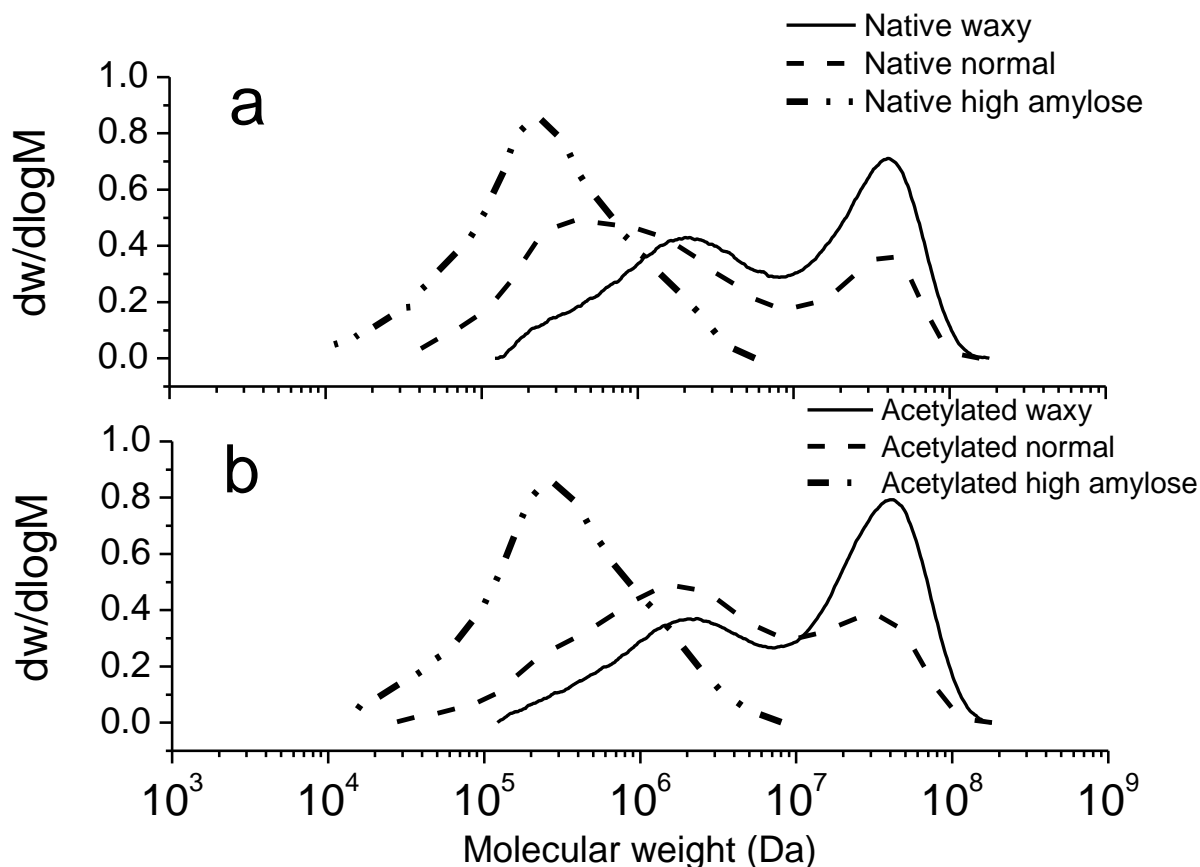 Native waxy
Native normal
Native high amylose
a
1.0
0.8
0.6
0.4
0.2
0.0
dw/dlogM
Acetylated waxy
Acetylated normal
Acetylated high amylose
b
1.0
0.8
0.6
0.4
0.2
0.0
dw/dlogM
10³ 10⁴ 10⁵ 10⁶ 10⁷ 10⁸ 10⁹
Molecular weight (Da)